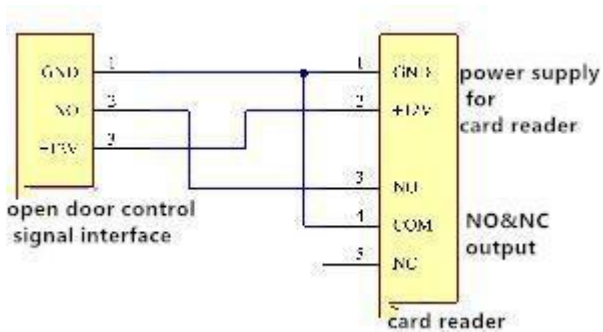 GND
1
NO
2
3
open door control
signal interface
1
GND
2
+12V
3
NO
4
COM
5
NC
power supply
for
card reader
NO&NC
output
card reader